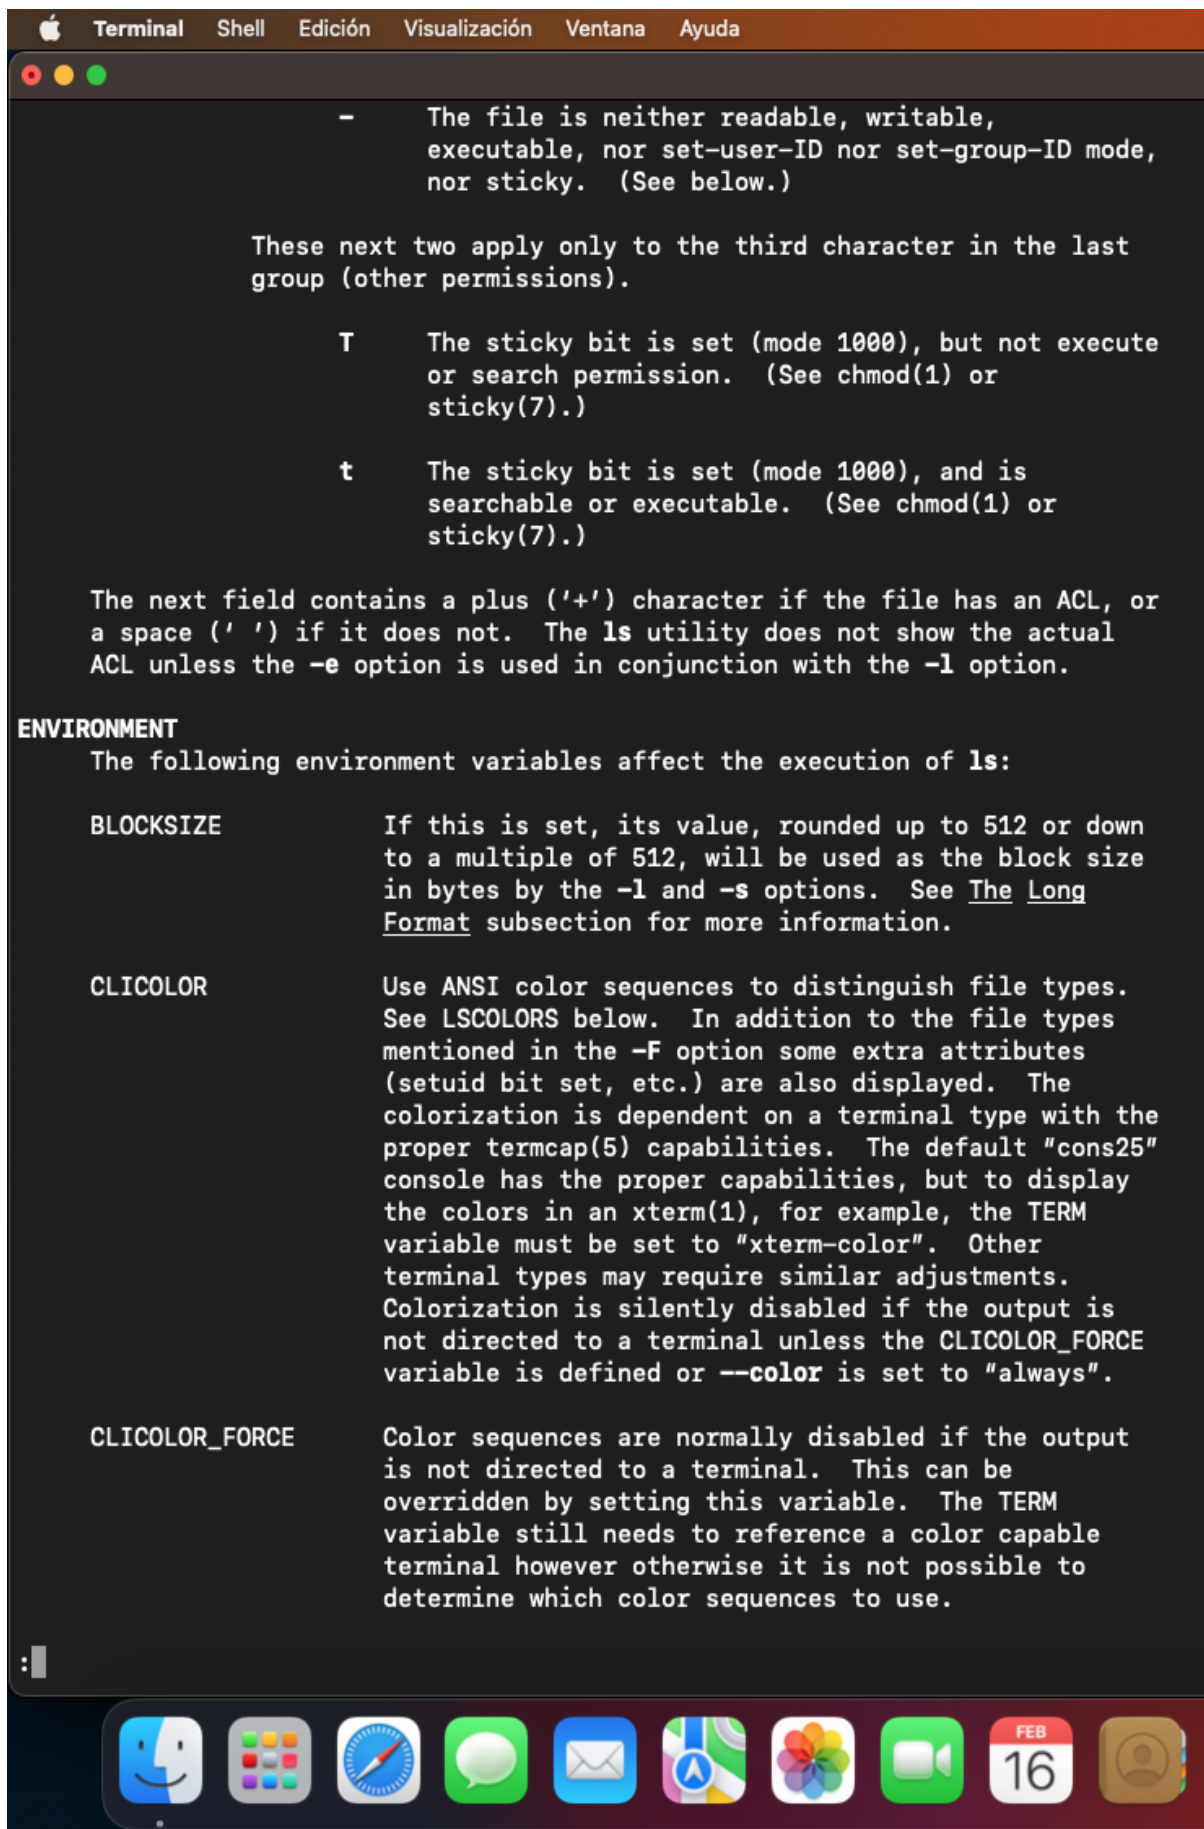 Terminal Shell Edición Visualización Ventana Ayuda
- The file is neither readable, writable,
executable, nor set-user-ID nor set-group-ID mode,
nor sticky. (See below.)
These next two apply only to the third character in the last
group (other permissions).
T The sticky bit is set (mode 1000), but not execute
or search permission. (See chmod(1) or
sticky(7).)
t The sticky bit is set (mode 1000), and is
searchable or executable. (See chmod(1) or
sticky(7).)
The next field contains a plus (‘+’) character if the file has an ACL, or
a space (‘ ’) if it does not. The ls utility does not show the actual
ACL unless the -e option is used in conjunction with the -l option.
ENVIRONMENT
The following environment variables affect the execution of ls:
BLOCKSIZE If this is set, its value, rounded up to 512 or down
to a multiple of 512, will be used as the block size
in bytes by the -l and -s options. See The Long
Format subsection for more information.
CLICOLOR Use ANSI color sequences to distinguish file types.
See LSCOLORS below. In addition to the file types
mentioned in the -F option some extra attributes
(setuid bit set, etc.) are also displayed. The
colorization is dependent on a terminal type with the
proper termcap(5) capabilities. The default “cons25”
console has the proper capabilities, but to display
the colors in an xterm(1), for example, the TERM
variable must be set to “xterm-color”. Other
terminal types may require similar adjustments.
Colorization is silently disabled if the output is
not directed to a terminal unless the CLICOLOR_FORCE
variable is defined or --color is set to “always”.
CLICOLOR_FORCE Color sequences are normally disabled if the output
is not directed to a terminal. This can be
overridden by setting this variable. The TERM
variable still needs to reference a color capable
terminal however otherwise it is not possible to
determine which color sequences to use.
:
FEB
16